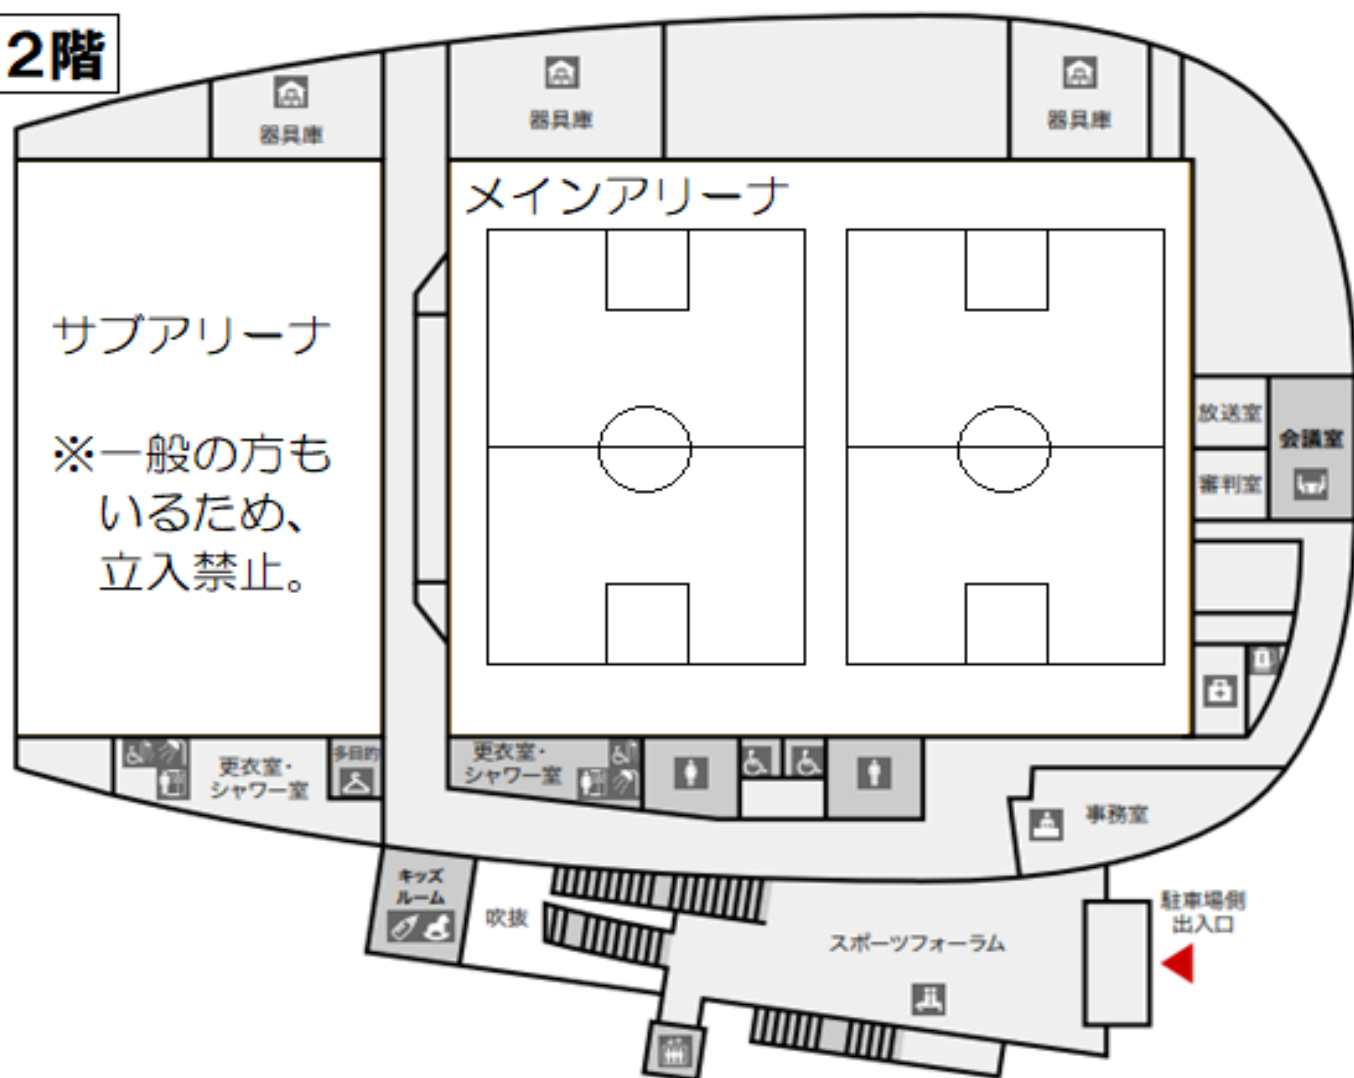 2階
器具庫
器具庫
器具庫
メインアリーナ
サブアリーナ
※一般の方も
いるため、
立入禁止。
放送室
会議室
審判室
更衣室・
シャワー室
多目的
更衣室・
シャワー室
事務室
キッズ
ルーム
吹抜
スポーツフォーラム
駐車場側
出入口